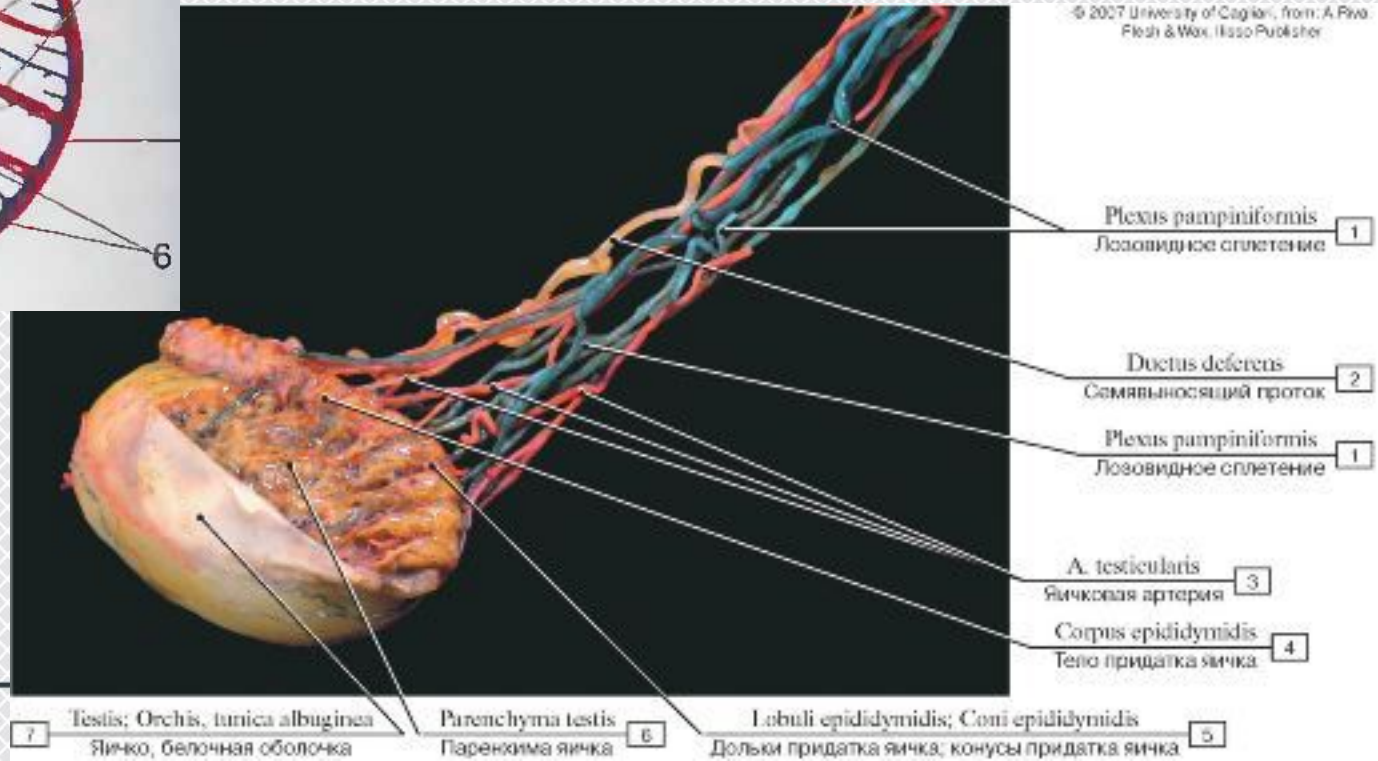 © 2007 University of Cagliari, from: A. Riva.
Flesh & Wax, Ilisso Publisher
6
Plexus pampiniformis
Лозовидное сплетение
1
Ductus deferens
Семявыносящий проток
2
Plexus pampiniformis
Лозовидное сплетение
1
A. testicularis
Яичковая артерия
3
Corpus epididymidis
Тело придатка яичка
4
7
Testis; Orchis, tunica albuginea
Яичко, белочная оболочка
Parenchyma testis
Паренхима яичка
6
Lobuli epididymidis; Coni epididymidis
Дольки придатка яичка; конусы придатка яичка
5